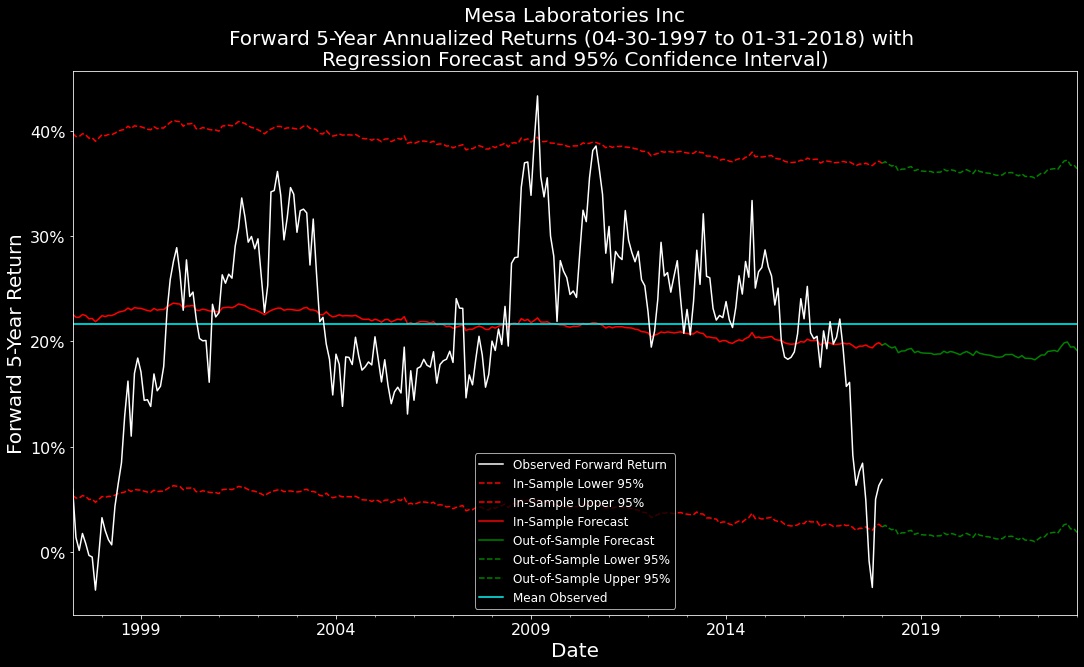 Mesa Laboratories Inc
Forward 5-Year Annualized Returns (04-30-1997 to 01-31-2018) with
Regression Forecast and 95% Confidence Interval)
Forward 5-Year Return
40%
30%
20%
10%
0%
Observed Forward Return
In-Sample Lower 95%
In-Sample Upper 95%
In-Sample Forecast
Out-of-Sample Forecast
Out-of-Sample Lower 95%
Out-of-Sample Upper 95%
Mean Observed
1999 2004 2009 2014 2019
Date